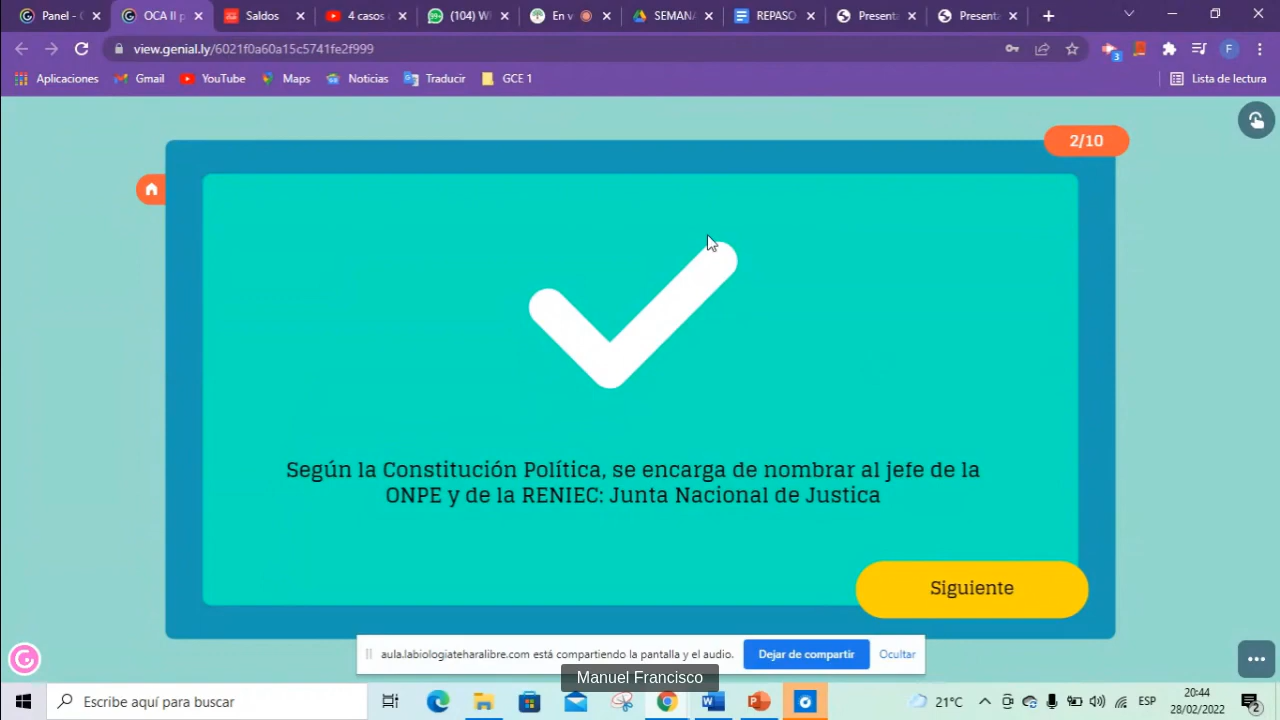 Panel - G
OCA II p
Saldos
4 casos
(104) W
En v
SEMANA
REPASO
Presenta
Presenta
view.genial.ly/6021f0a60a15c5741fe2f999
F
Aplicaciones
Gmail
YouTube
Maps
Noticias
Traducir
GCE 1
Lista de lectura
2/10
Según la Constitución Política, se encarga de nombrar al jefe de la
ONPE y de la RENIEC: Junta Nacional de Justica
Siguiente
aula.labiologiateharalibre.com está compartiendo la pantalla y el audio.
Dejar de compartir
Ocultar
Manuel Francisco
Escribe aquí para buscar
21°C
ESP
20:44
28/02/2022
2